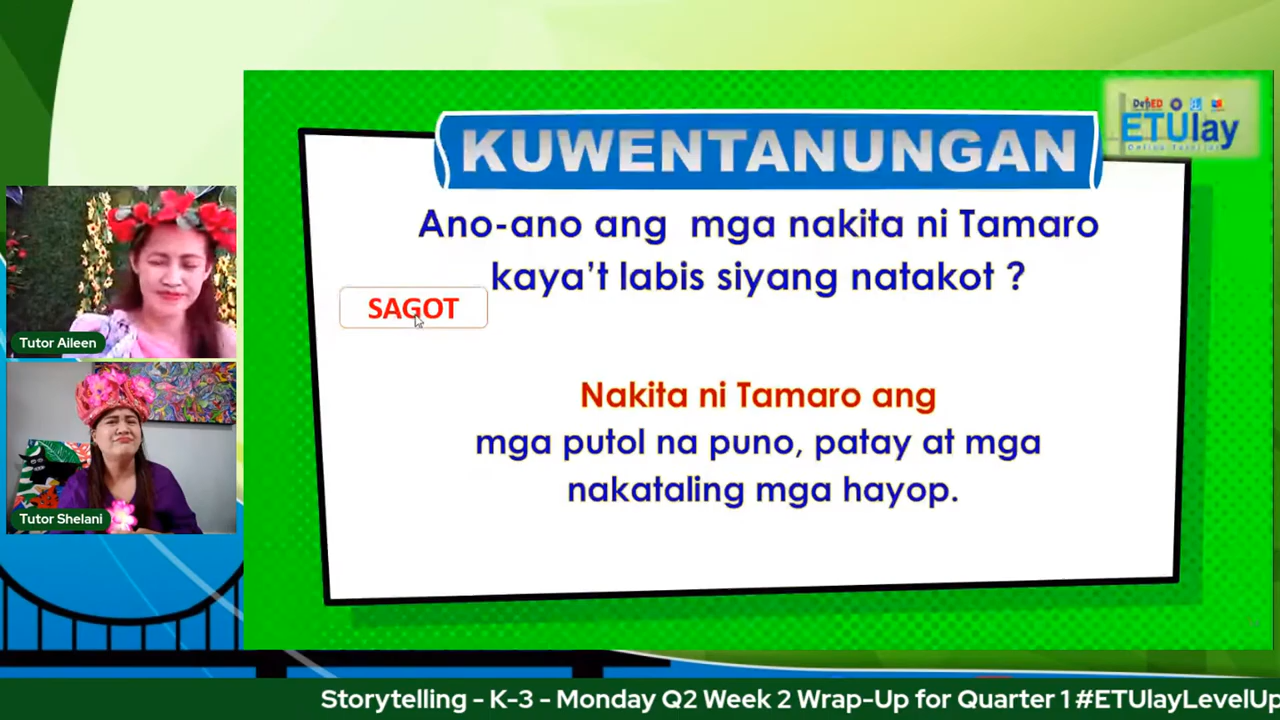 DepED
ETUlay
KUWENTANUNGAN
Ano-ano ang mga nakita ni Tamaro
kaya't labis siyang natakot ?
SAGOT
Nakita ni Tamaro ang
mga putol na puno, patay at mga
nakataling mga hayop.
Tutor Aileen
Tutor Shelani
Storytelling - K-3 - Monday Q2 Week 2 Wrap-Up for Quarter 1 #ETUlayLevelUp